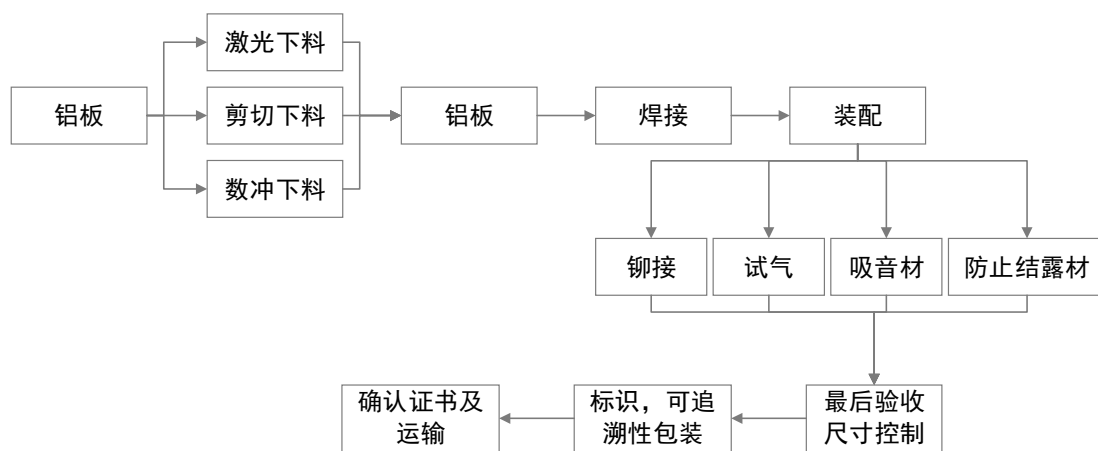 激光下料
铝板
剪切下料
铝板
焊接
装配
数冲下料
铆接
试气
吸音材
防止结露材
确认证书及
运输
标识，可追
溯性包装
最后验收
尺寸控制